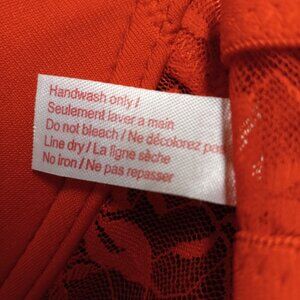 Handwash only /
Seulement laver a main
Do not bleach / Ne décolorez pas
Line dry / La ligne sèche
No iron / Ne pas repasser